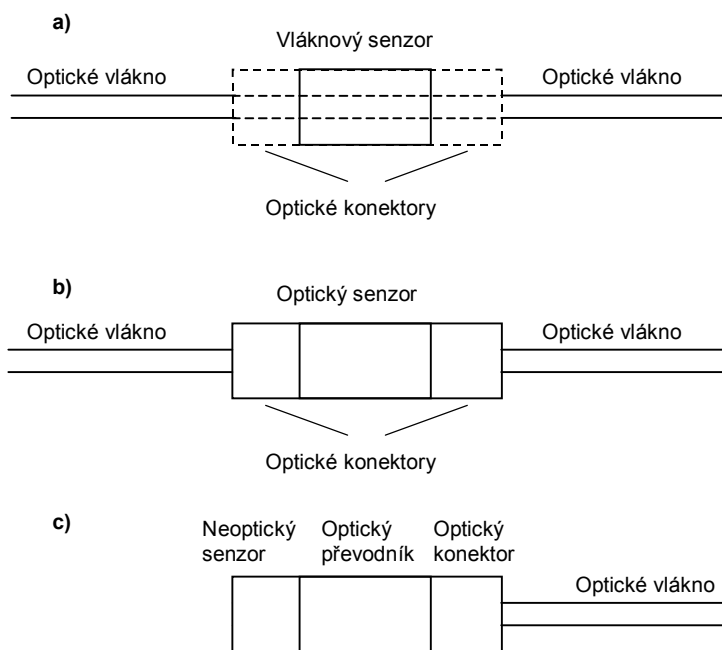 a)
Vláknový senzor
Optické vlákno
Optické vlákno
Optické konektory
b)
Optický senzor
Optické vlákno
Optické vlákno
Optické konektory
c)
Neoptický
senzor
Optický
převodník
Optický
konektor
Optické vlákno